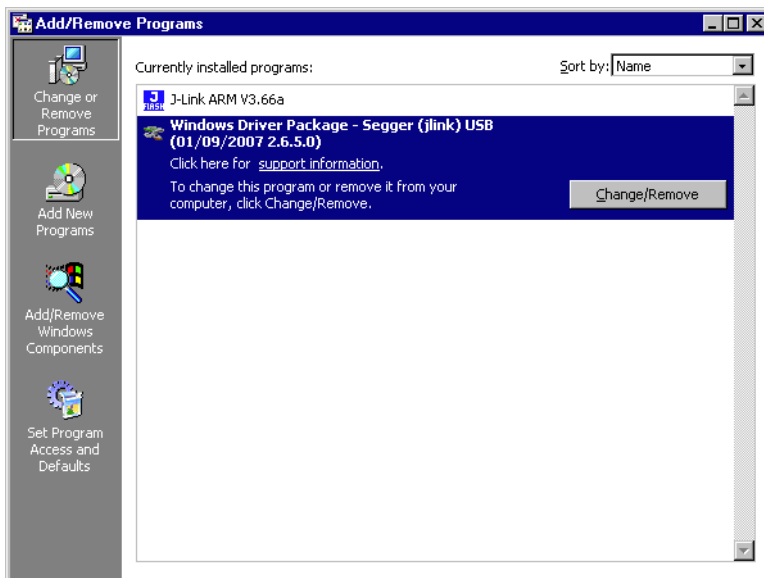 Add/Remove Programs
Change or
Remove
Programs
Add New
Programs
Add/Remove
Windows
Components
Set Program
Access and
Defaults
Currently installed programs:
Sort by: Name
J
FLASH
J-Link ARM V3.66a
Windows Driver Package - Segger (jlink) USB
(01/09/2007 2.6.5.0)
Click here for support information.
To change this program or remove it from your
computer, click Change/Remove.
Change/Remove